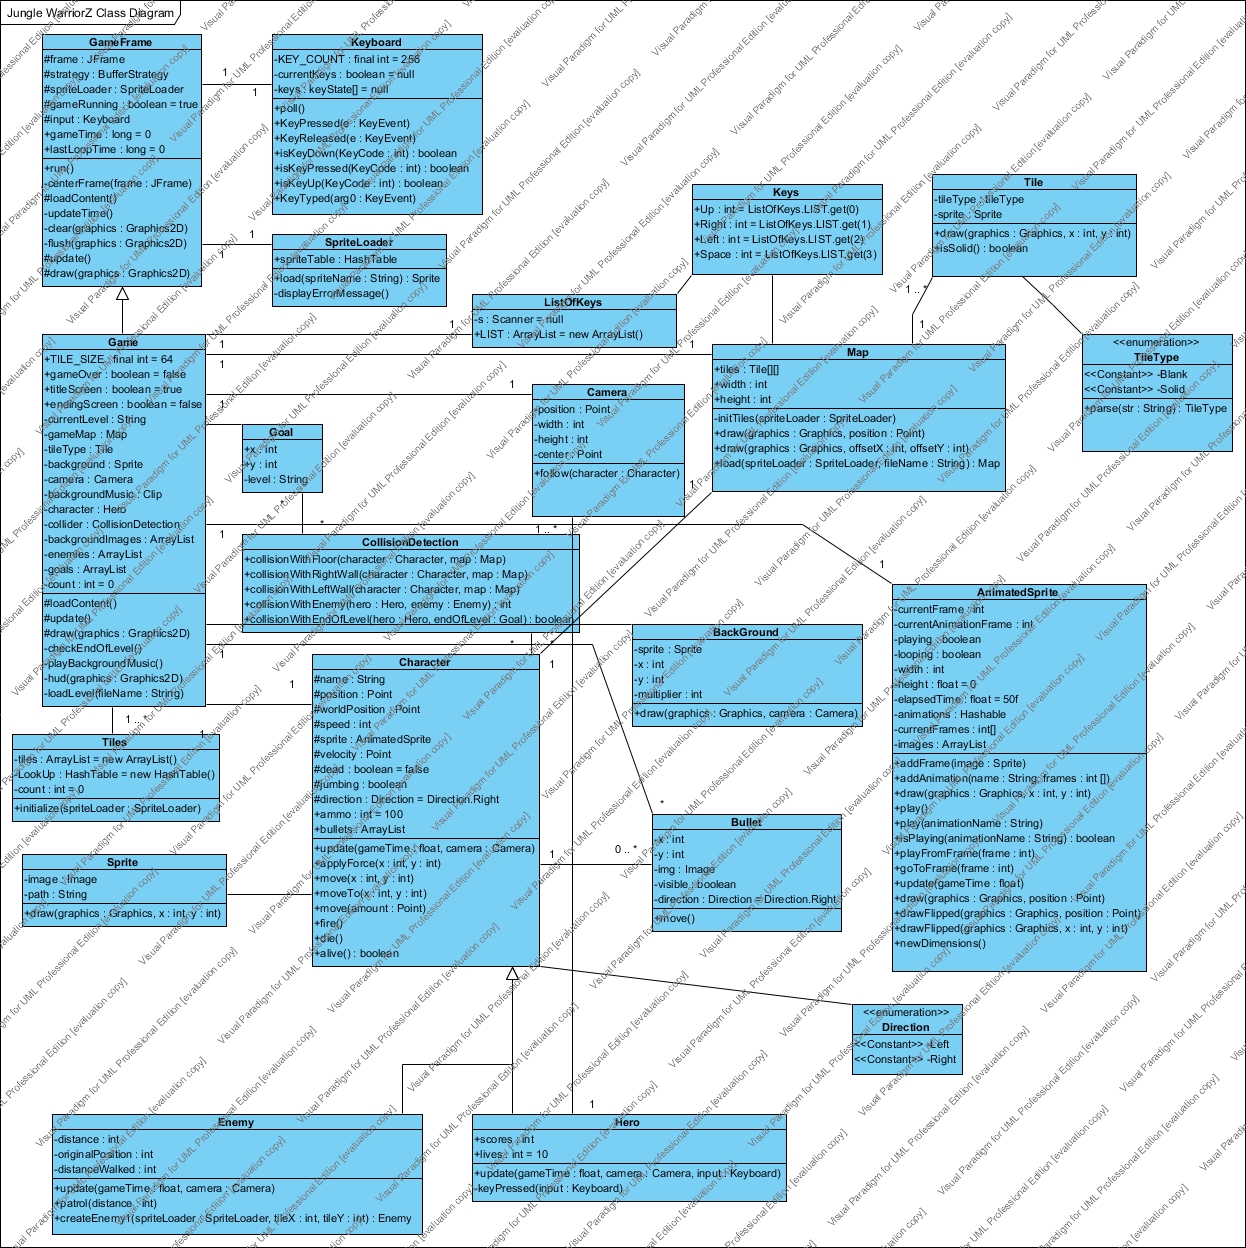 Jungle WarriorZ Class Diagram
GameFrame
#frame : JFrame
#strategy : BufferStrategy
#spriteLoader : SpriteLoader
#gameRunning : boolean = true
#input : Keyboard
+gameTime : long = 0
+lastLoopTime : long = 0
+run()
-centerFrame(frame : JFrame)
#loadContent()
-updateTime()
-clear(graphics : Graphics2D)
-flush(graphics : Graphics2D)
#update()
#draw(graphics : Graphics2D)
Keyboard
-KEY_COUNT : final int = 256
-currentKeys : boolean = null
-keys : keyState[] = null
+poll()
+KeyPressed(e : KeyEvent)
+KeyReleased(e : KeyEvent)
+isKeyDown(KeyCode : int) : boolean
+isKeyPressed(KeyCode : int) : boolean
+isKeyUp(KeyCode : int) : boolean
+KeyTyped(arg0 : KeyEvent)
1
1
SpriteLoader
+spriteTable : HashTable
+load(spriteName : String) : Sprite
-displayErrorMessage()
1
1
Keys
+Up : int = ListOfKeys.LIST.get(0)
+Right : int = ListOfKeys.LIST.get(1)
+Left : int = ListOfKeys.LIST.get(2)
+Space : int = ListOfKeys.LIST.get(3)
Tile
-tileType : tileType
-sprite : Sprite
+draw(graphics : Graphics, x : int, y : int)
+isSolid() : boolean
1 .. *
1
ListOfKeys
-s : Scanner = null
+LIST : ArrayList = new ArrayList()
1
1
1
1
<<enumeration>>
TileType
<<Constant>> -Blank
<<Constant>> -Solid
+parse(str : String) : TileType
Game
+TILE_SIZE : final int = 64
+gameOver : boolean = false
+titleScreen : boolean = true
+endingScreen : boolean = false
-currentLevel : String
-gameMap : Map
-tileType : Tile
-background : Sprite
-camera : Camera
-backgroundMusic : Clip
-character : Hero
-collider : CollisionDetection
-backgroundImages : ArrayList
-enemies : ArrayList
-goals : ArrayList
-count : int = 0
#loadContent()
#update()
#draw(graphics : Graphics2D)
-checkEndOfLevel()
-playBackgroundMusic()
-hud(graphics : Graphics2D)
-loadLevel(fileName : String)
Map
+tiles : Tile[][]
+width : int
+height : int
-initTiles(spriteLoader : SpriteLoader)
+draw(graphics : Graphics, position : Point)
+draw(graphics : Graphics, offsetX : int, offsetY : int)
+load(spriteLoader : SpriteLoader, fileName : String) : Map
1
Camera
-position : Point
-width : int
-height : int
-center : Point
+follow(character : Character)
1
1
Goal
+x : int
+y : int
-level : String
*
*
1
1 .. *
1
CollisionDetection
+collisionWithFloor(character : Character, map : Map)
+collisionWithRightWall(character : Character, map : Map)
+collisionWithLeftWall(character : Character, map : Map)
+collisionWithEnemy(hero : Hero, enemy : Enemy) : int
+collisionWithEndOfLevel(hero : Hero, endOfLevel : Goal) : boolean
AnimatedSprite
-currentFrame : int
-currentAnimationFrame : int
-playing : boolean
-looping : boolean
-width : int
-height : float = 0
-elapsedTime : float = 50f
-animations : Hashable
-currentFrames : int[]
-images : ArrayList
+addFrame(image : Sprite)
+addAnimation(name : String, frames : int [])
+draw(graphics : Graphics, x : int, y : int)
+play()
+play(animationName : String)
+isPlaying(animationName : String) : boolean
+playFromFrame(frame : int)
+goToFrame(frame : int)
+update(gameTime : float)
+draw(graphics : Graphics, position : Point)
+drawFlipped(graphics : Graphics, position : Point)
+drawFlipped(graphics : Graphics, x : int, y : int)
+newDimensions()
BackGround
-sprite : Sprite
-x : int
-y : int
-multiplier : int
+draw(graphics : Graphics, camera : Camera)
1
*
*
1
1
Character
#name : String
#position : Point
#worldPosition : Point
#speed : int
#sprite : AnimatedSprite
#velocity : Point
#dead : boolean = false
#jumbing : boolean
#direction : Direction = Direction.Right
+ammo : int = 100
+bullets : ArrayList
+update(gameTime : float, camera : Camera)
+applyForce(x : int, y : int)
+move(x : int, y : int)
+moveTo(x : int, y : int)
+move(amount : Point)
+fire()
+die()
+alive() : boolean
1 .. *
1
Tiles
-tiles : ArrayList = new ArrayList()
-LookUp : HashTable = new HashTable()
-count : int = 0
+initialize(spriteLoader : SpriteLoader)
Sprite
-image : Image
-path : String
+draw(graphics : Graphics, x : int, y : int)
*
1
0 .. *
Bullet
-x : int
-y : int
-img : Image
-visible : boolean
-direction : Direction = Direction.Right
+move()
<<enumeration>>
Direction
<<Constant>> -Left
<<Constant>> -Right
Enemy
-distance : int
-originalPosition : int
-distanceWalked : int
+update(gameTime : float, camera : Camera)
+patrol(distance : int)
+createEnemy1(spriteLoader : SpriteLoader, tileX : int, tileY : int) : Enemy
1
Hero
+scores : int
+lives : int = 10
+update(gameTime : float, camera : Camera, input : Keyboard)
-keyPressed(input : Keyboard)
Visual Paradigm for UML Professional Edition [evaluation copy]